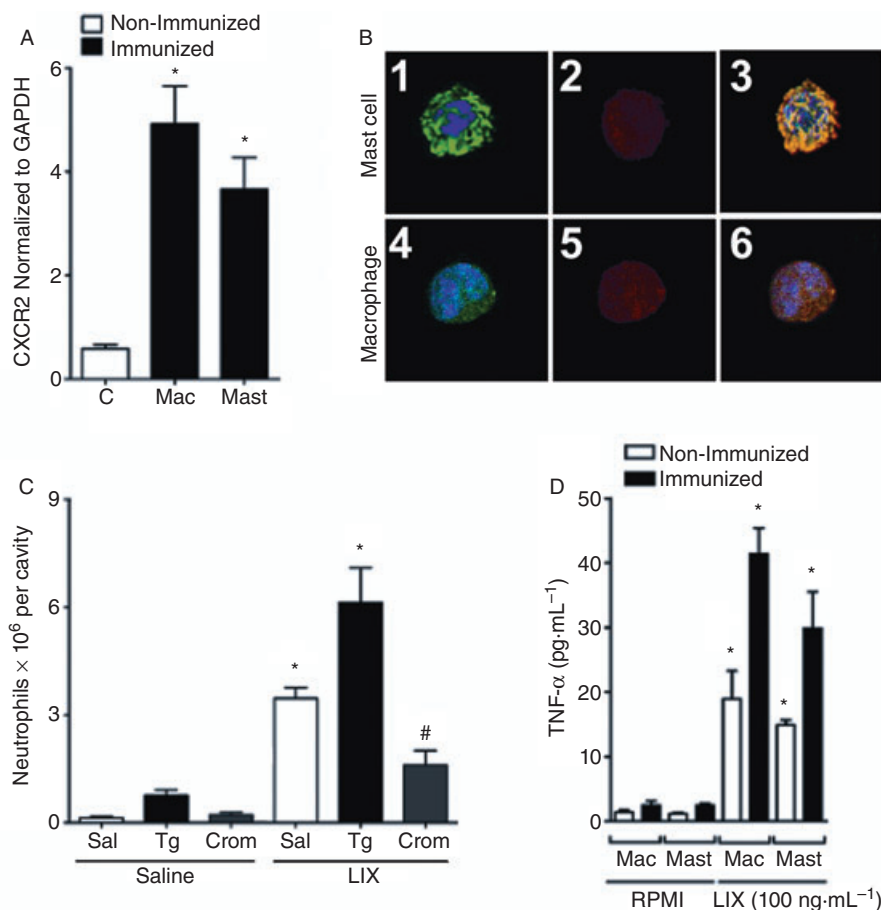 A
Non-Immunized
Immunized
CXCR2 Normalized to GAPDH
6
4
2
0
*
*
C Mac Mast
B
Mast cell
Macrophage
1 2 3
4 5 6
C
Neutrophils × 10⁶ per cavity
9
6
3
0
*
*
#
Sal Tg Crom Sal Tg Crom
Saline LIX
D
Non-Immunized
Immunized
TNF-α (pg·mL⁻¹)
50
40
30
20
10
0
*
*
*
*
Mac Mast Mac Mast
RPMI LIX (100 ng·mL⁻¹)